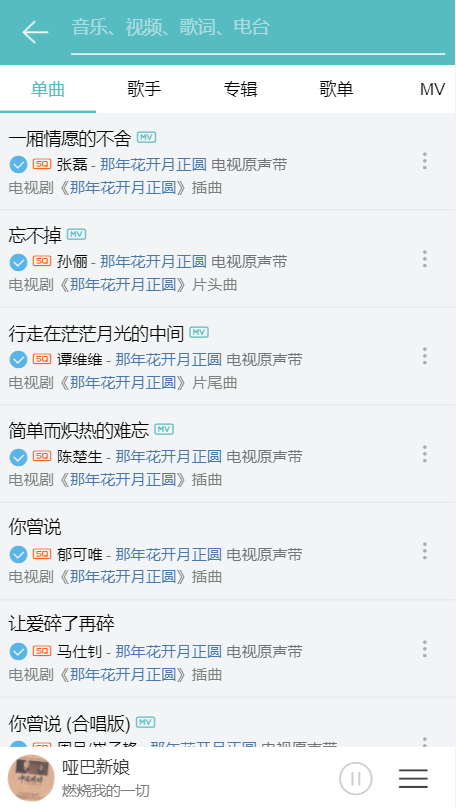 音乐、视频、歌词、电台
单曲 歌手 专辑 歌单 MV
一厢情愿的不舍 MV
SQ 张磊 - 那年花开月正圆 电视原声带
电视剧《那年花开月正圆》插曲
忘不掉 MV
SQ 孙俪 - 那年花开月正圆 电视原声带
电视剧《那年花开月正圆》片头曲
行走在茫茫月光的中间 MV
SQ 谭维维 - 那年花开月正圆 电视原声带
电视剧《那年花开月正圆》片尾曲
简单而炽热的难忘 MV
SQ 陈楚生 - 那年花开月正圆 电视原声带
电视剧《那年花开月正圆》插曲
你曾说
SQ 郁可唯 - 那年花开月正圆 电视原声带
电视剧《那年花开月正圆》插曲
让爱碎了再碎
SQ 马仕钊 - 那年花开月正圆 电视原声带
电视剧《那年花开月正圆》插曲
你曾说 (合唱版) MV
那年花开月正圆 电视原声带
哑巴新娘
燃烧我的一切